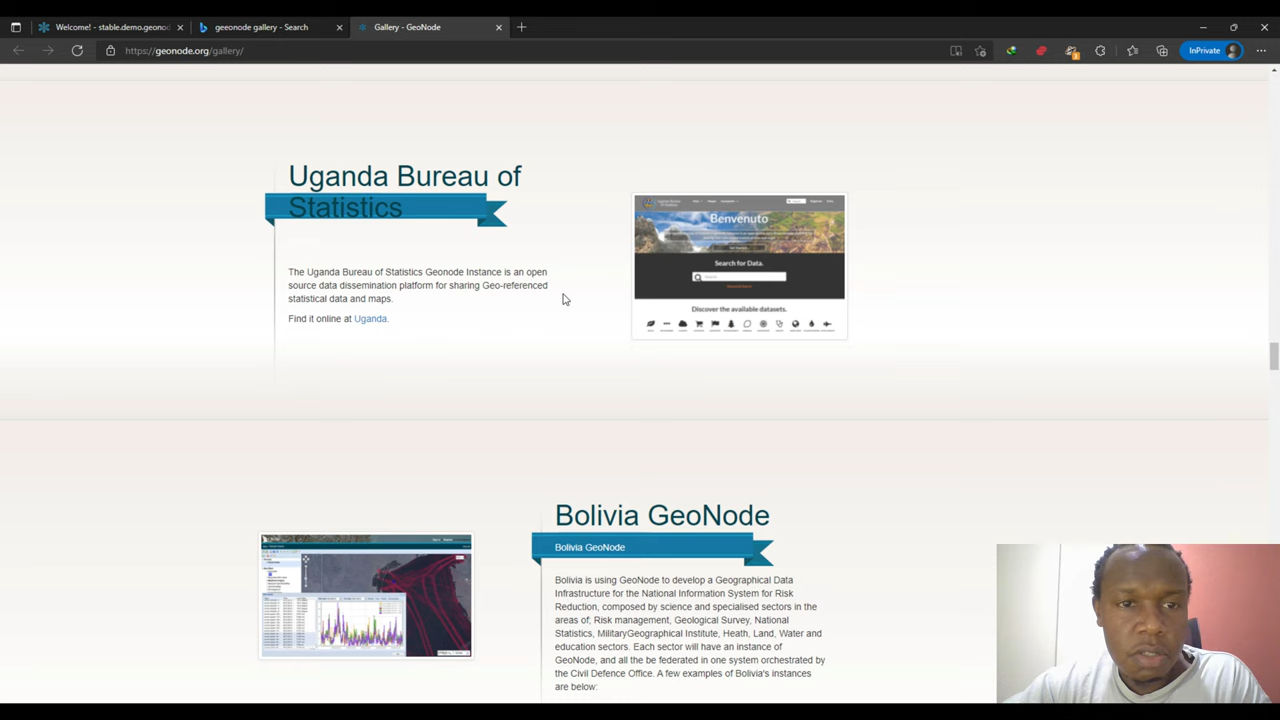 Welcome! - stable.demo.geonod
geeonode gallery - Search
Gallery - GeoNode
https://geonode.org/gallery/
InPrivate
Uganda Bureau of
Statistics
The Uganda Bureau of Statistics Geonode Instance is an open
source data dissemination platform for sharing Geo-referenced
statistical data and maps.
Find it online at Uganda.
Benvenuto
Search for Data.
Search
Discover the available datasets.
Bolivia GeoNode
Bolivia GeoNode
Bolivia is using GeoNode to develop a Geographical Data
Infrastructure for the National Information System for Risk
Reduction, composed by science and specialised sectors in the
areas of, Risk management, Geological Survey, National
Statistics, MilitaryGeographical Institute, Heath, Land, Water and
education sectors. Each sector will have an instance of
GeoNode, and all the be federated in one system orchestrated by
the Civil Defence Office. A few examples of Bolivia's instances
are below: